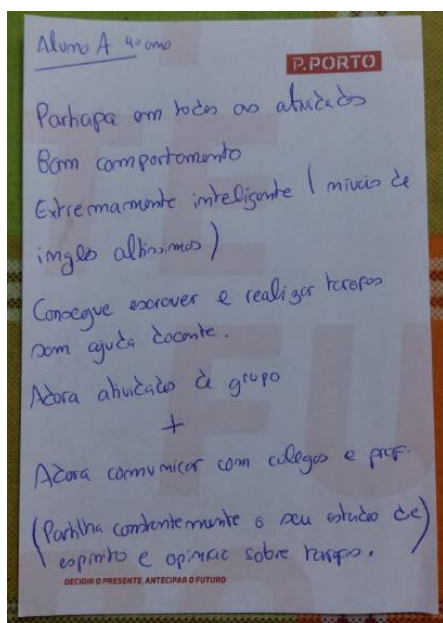 Aluno A 4º ano
P.PORTO
Participa em todas as atividades
Bom comportamento
Extremamente inteligente ( níveis de
inglês altíssimos )
Consegue escrever e realizar tarefas
sem ajuda docente.
Adora atividades de grupo
+
Adora comunicar com colegas e prof.
(Partilha constantemente o seu estado de
espírito e opinião sobre tarefas.)
DECIDIR O PRESENTE, ANTECIPAR O FUTURO